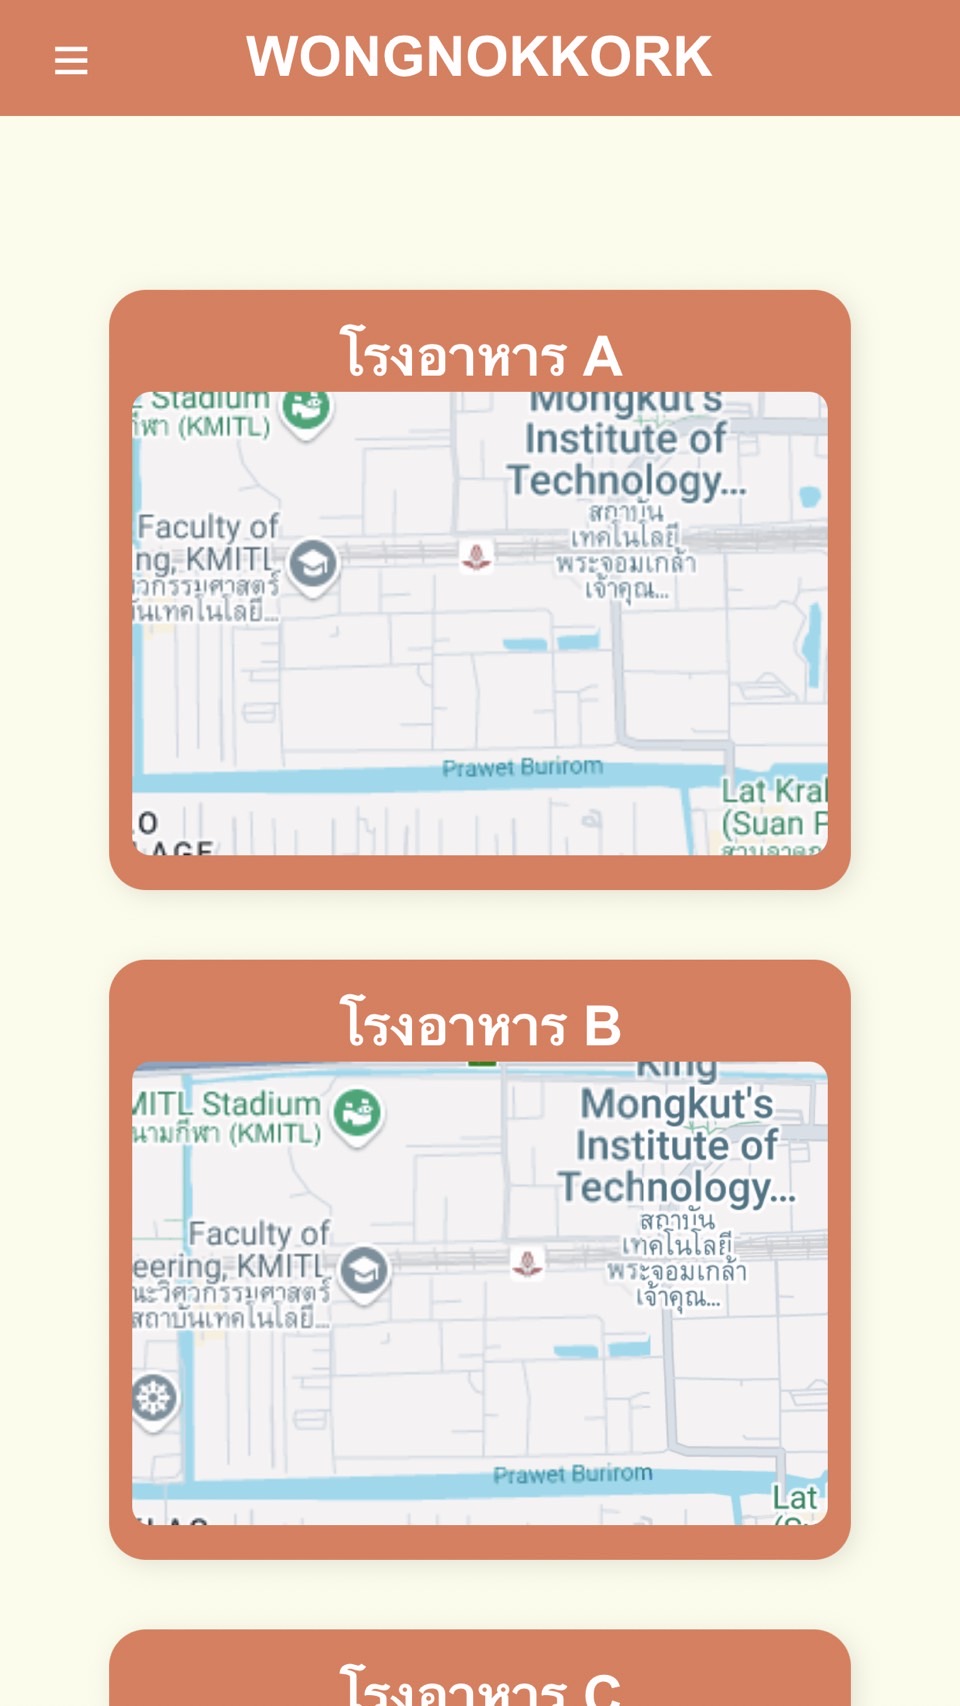 WONGNOKKORK
โรงอาหาร A
Stadium
กีฬา (KMITL)
Mongkut's
Institute of
Technology...
สถาบัน
เทคโนโลยี
พระจอมเกล้า
เจ้าคุณ...
Faculty of
ng, KMITL
วิศวกรรมศาสตร์
บันเทคโนโลยี...
Prawet Burirom
Lat Kral
(Suan P
O
AGE
โรงอาหาร B
MITL Stadium
นามกีฬา (KMITL)
King
Mongkut's
Institute of
Technology...
สถาบัน
เทคโนโลยี
พระจอมเกล้า
เจ้าคุณ...
Faculty of
eering, KMITL
ณะวิศวกรรมศาสตร์
สถาบันเทคโนโลยี...
Prawet Burirom
Lat
โรงอาหาร C